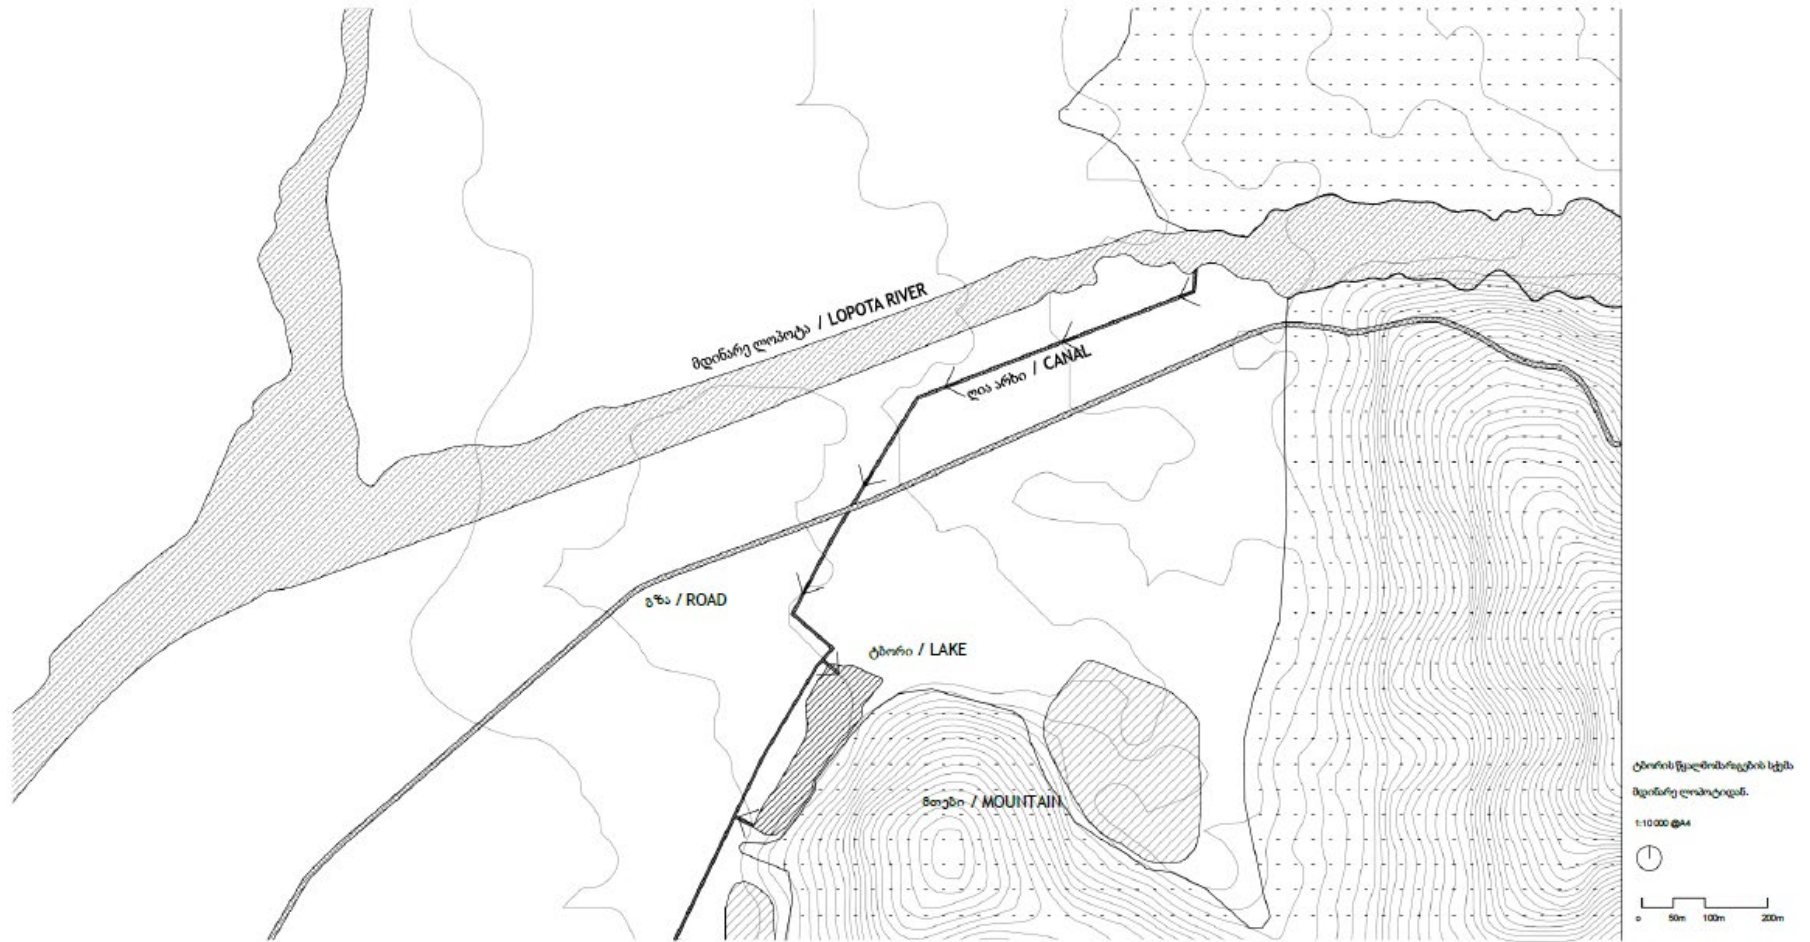 მდინარე ლოპოტა / LOPOTA RIVER
ღია არხი / CANAL
გზა / ROAD
ტბორი / LAKE
მთები / MOUNTAIN
ტბორის წყალმომარაგების სქემა
მდინარე ლოპოტიდან.
1:10 000 @A4
0 50m 100m 200m